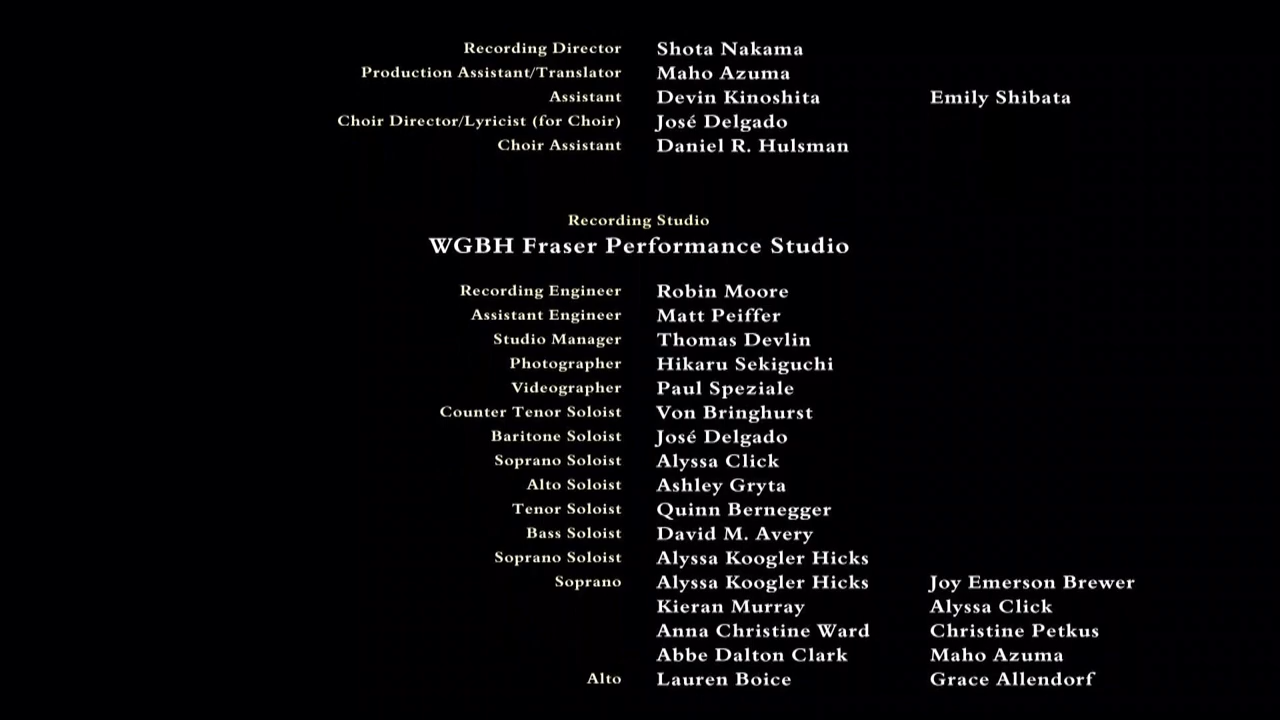 Recording Director Shota Nakama
Production Assistant/Translator Maho Azuma
Assistant Devin Kinoshita Emily Shibata
Choir Director/Lyricist (for Choir) José Delgado
Choir Assistant Daniel R. Hulsman
Recording Studio
WGBH Fraser Performance Studio
Recording Engineer Robin Moore
Assistant Engineer Matt Peiffer
Studio Manager Thomas Devlin
Photographer Hikaru Sekiguchi
Videographer Paul Speziale
Counter Tenor Soloist Von Bringhurst
Baritone Soloist José Delgado
Soprano Soloist Alyssa Click
Alto Soloist Ashley Gryta
Tenor Soloist Quinn Bernegger
Bass Soloist David M. Avery
Soprano Soloist Alyssa Koogler Hicks
Soprano Alyssa Koogler Hicks Joy Emerson Brewer
Kieran Murray Alyssa Click
Anna Christine Ward Christine Petkus
Abbe Dalton Clark Maho Azuma
Alto Lauren Boice Grace Allendorf